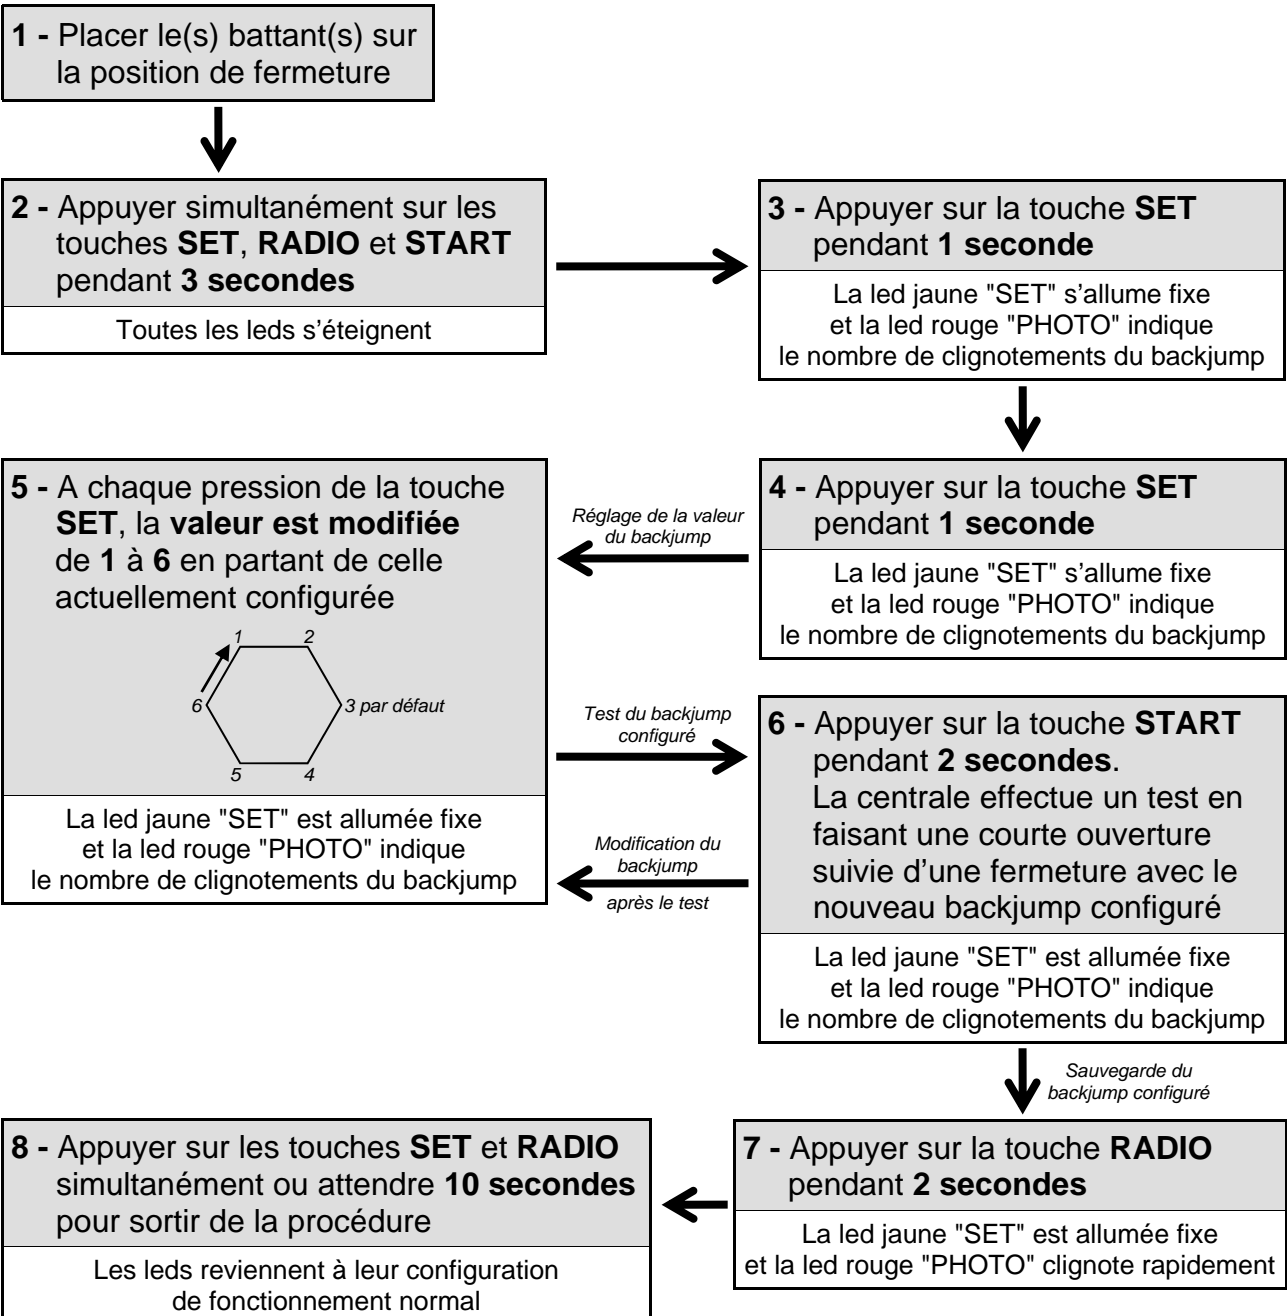 1 - Placer le(s) battant(s) sur
la position de fermeture
2 - Appuyer simultanément sur les
touches SET, RADIO et START
pendant 3 secondes
Toutes les leds s’éteignent
3 - Appuyer sur la touche SET
pendant 1 seconde
La led jaune "SET" s’allume fixe
et la led rouge "PHOTO" indique
le nombre de clignotements du backjump
4 - Appuyer sur la touche SET
pendant 1 seconde
La led jaune "SET" s’allume fixe
et la led rouge "PHOTO" indique
le nombre de clignotements du backjump
Réglage de la valeur
du backjump
5 - A chaque pression de la touche
SET, la valeur est modifiée
de 1 à 6 en partant de celle
actuellement configurée
1 2
6 3 par défaut
5 4
La led jaune "SET" est allumée fixe
et la led rouge "PHOTO" indique
le nombre de clignotements du backjump
Test du backjump
configuré
Modification du
backjump
après le test
6 - Appuyer sur la touche START
pendant 2 secondes.
La centrale effectue un test en
faisant une courte ouverture
suivie d’une fermeture avec le
nouveau backjump configuré
La led jaune "SET" est allumée fixe
et la led rouge "PHOTO" indique
le nombre de clignotements du backjump
Sauvegarde du
backjump configuré
7 - Appuyer sur la touche RADIO
pendant 2 secondes
La led jaune "SET" est allumée fixe
et la led rouge "PHOTO" clignote rapidement
8 - Appuyer sur les touches SET et RADIO
simultanément ou attendre 10 secondes
pour sortir de la procédure
Les leds reviennent à leur configuration
de fonctionnement normal